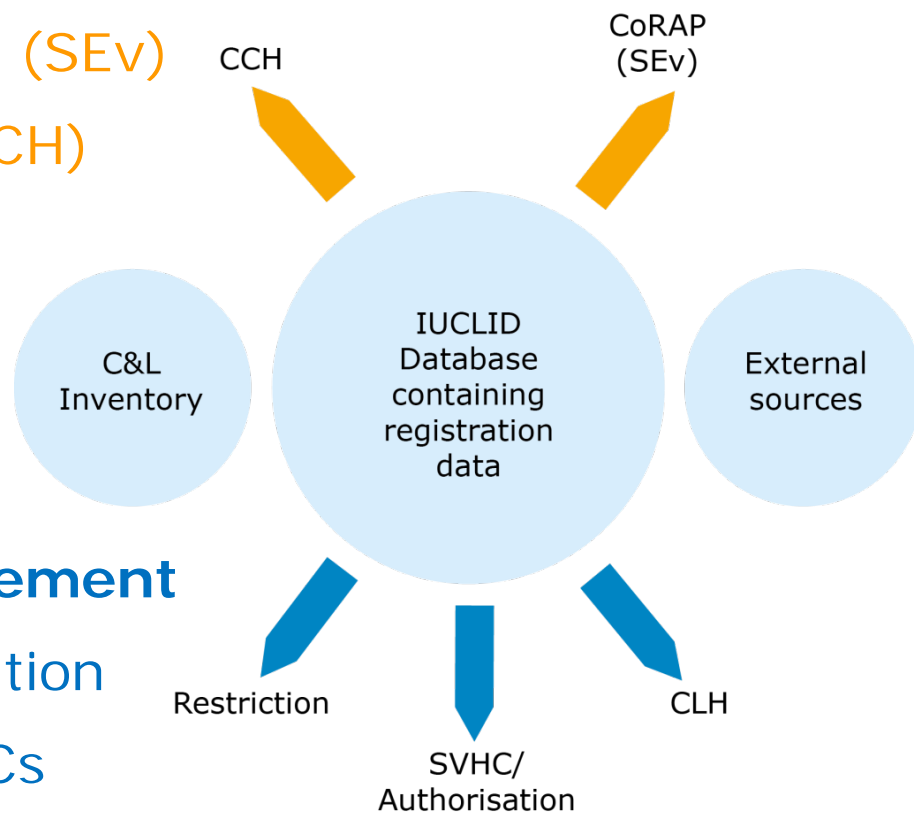 (SEv)
CH)
CCH
CoRAP
(SEv)
C&L
Inventory
IUCLID
Database
containing
registration
data
External
sources
ement
tion
Cs
Restriction
SVHC/
Authorisation
CLH